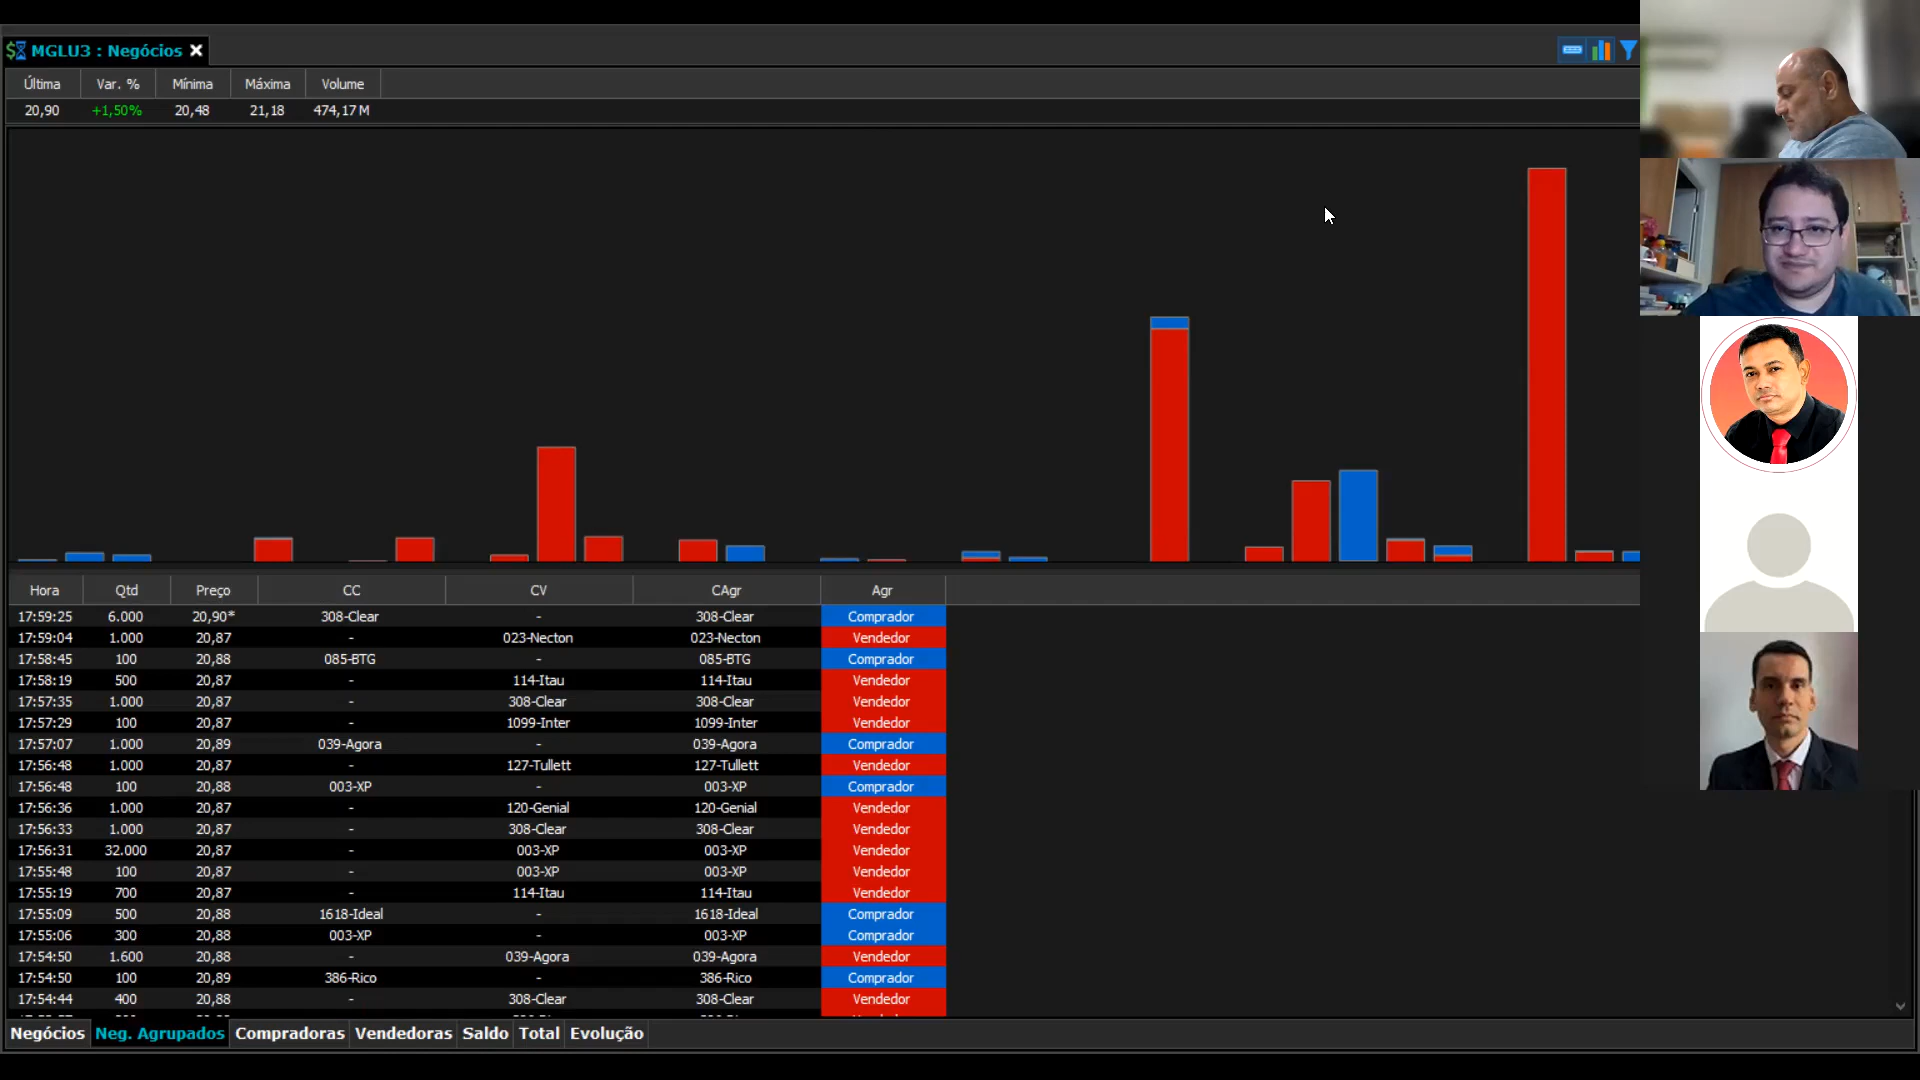 MGLU3 : Negócios
Última Var. % Mínima Máxima Volume
20,90 +1,50% 20,48 21,18 474,17 M
Hora Qtd Preço CC CV CAgr Agr
17:59:25 6.000 20,90* 308-Clear - 308-Clear Comprador
17:59:04 1.000 20,87 - 023-Necton 023-Necton Vendedor
17:58:45 100 20,88 085-BTG - 085-BTG Comprador
17:58:19 500 20,87 - 114-Itau 114-Itau Vendedor
17:57:35 1.000 20,87 - 308-Clear 308-Clear Vendedor
17:57:29 100 20,87 - 1099-Inter 1099-Inter Vendedor
17:57:07 1.000 20,89 039-Agora - 039-Agora Comprador
17:56:48 1.000 20,87 - 127-Tullett 127-Tullett Vendedor
17:56:48 100 20,88 003-XP - 003-XP Comprador
17:56:36 1.000 20,87 - 120-Genial 120-Genial Vendedor
17:56:33 1.000 20,87 - 308-Clear 308-Clear Vendedor
17:56:31 32.000 20,87 - 003-XP 003-XP Vendedor
17:55:48 100 20,87 - 003-XP 003-XP Vendedor
17:55:19 700 20,87 - 114-Itau 114-Itau Vendedor
17:55:09 500 20,88 1618-Ideal - 1618-Ideal Comprador
17:55:06 300 20,88 003-XP - 003-XP Comprador
17:54:50 1.600 20,88 - 039-Agora 039-Agora Vendedor
17:54:50 100 20,89 386-Rico - 386-Rico Comprador
17:54:44 400 20,88 - 308-Clear 308-Clear Vendedor
Negócios Neg. Agrupados Compradoras Vendedoras Saldo Total Evolução